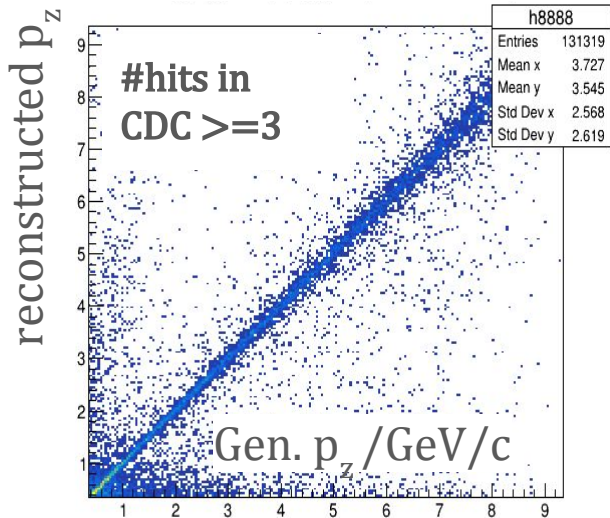 h8888
Entries 131319
Mean x 3.727
Mean y 3.545
Std Dev x 2.568
Std Dev y 2.619
#hits in
CDC >=3
reconstructed p_z
9
8
7
6
5
4
3
2
1
Gen. p_z/GeV/c
1 2 3 4 5 6 7 8 9